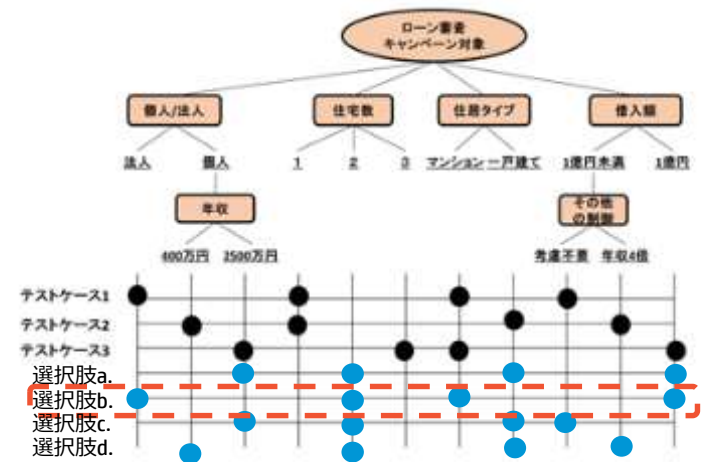 ローン審査
キャンペーン対象
個人/法人
住宅数
住居タイプ
借入額
法人 個人 1 2 3 マンション 一戸建て 1億円未満 1億円
年収
その他
の制御
400万円 2500万円 考慮不要 年収4倍
テストケース1
テストケース2
テストケース3
選択肢a.
選択肢b.
選択肢c.
選択肢d.